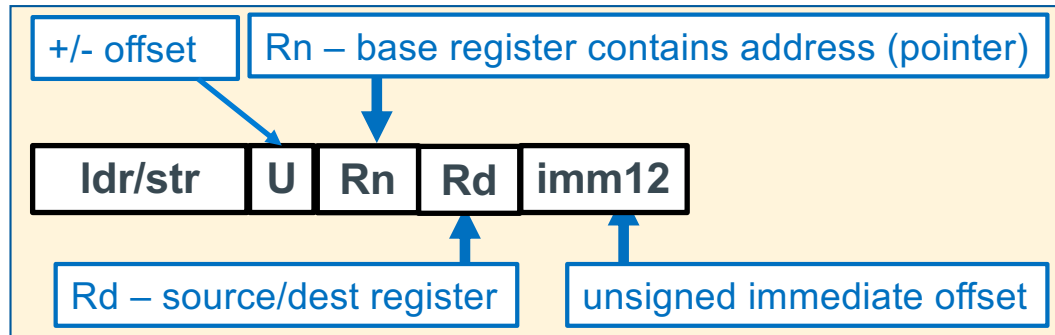 +/- offset
Rn – base register contains address (pointer)
ldr/str U Rn Rd imm12
Rd – source/dest register
unsigned immediate offset